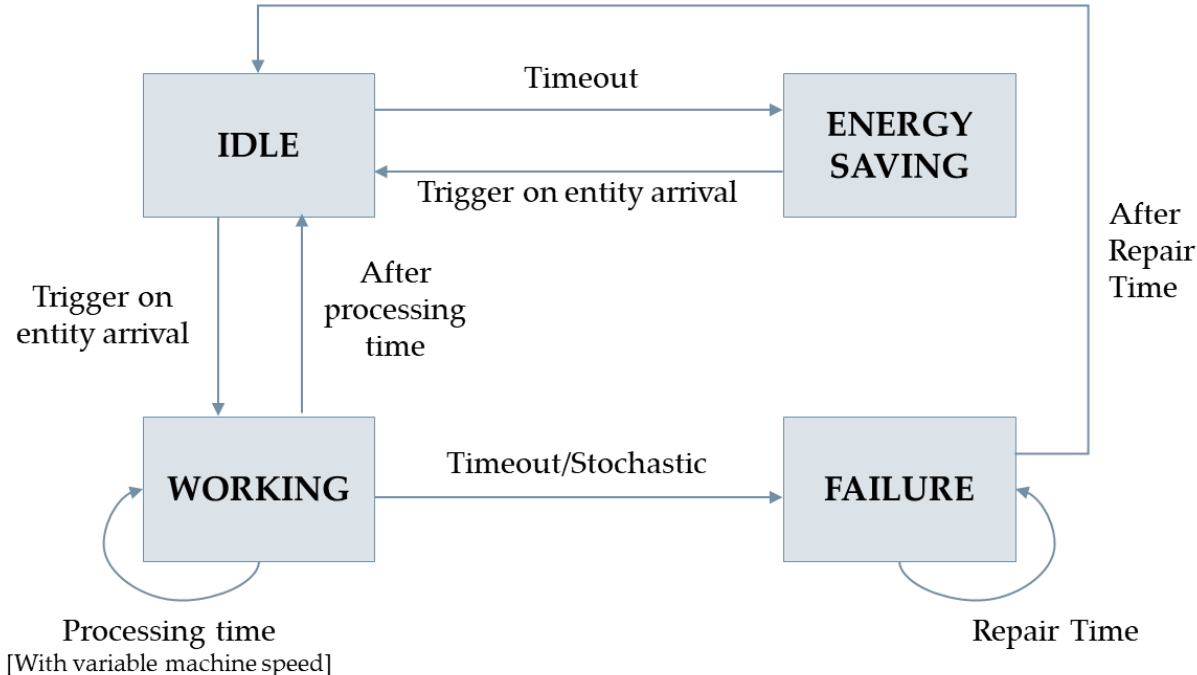 Timeout
IDLE
ENERGY
SAVING
Trigger on entity arrival
After
Repair
Time
Trigger on
entity arrival
After
processing
time
Timeout/Stochastic
WORKING
FAILURE
Processing time
[With variable machine speed]
Repair Time